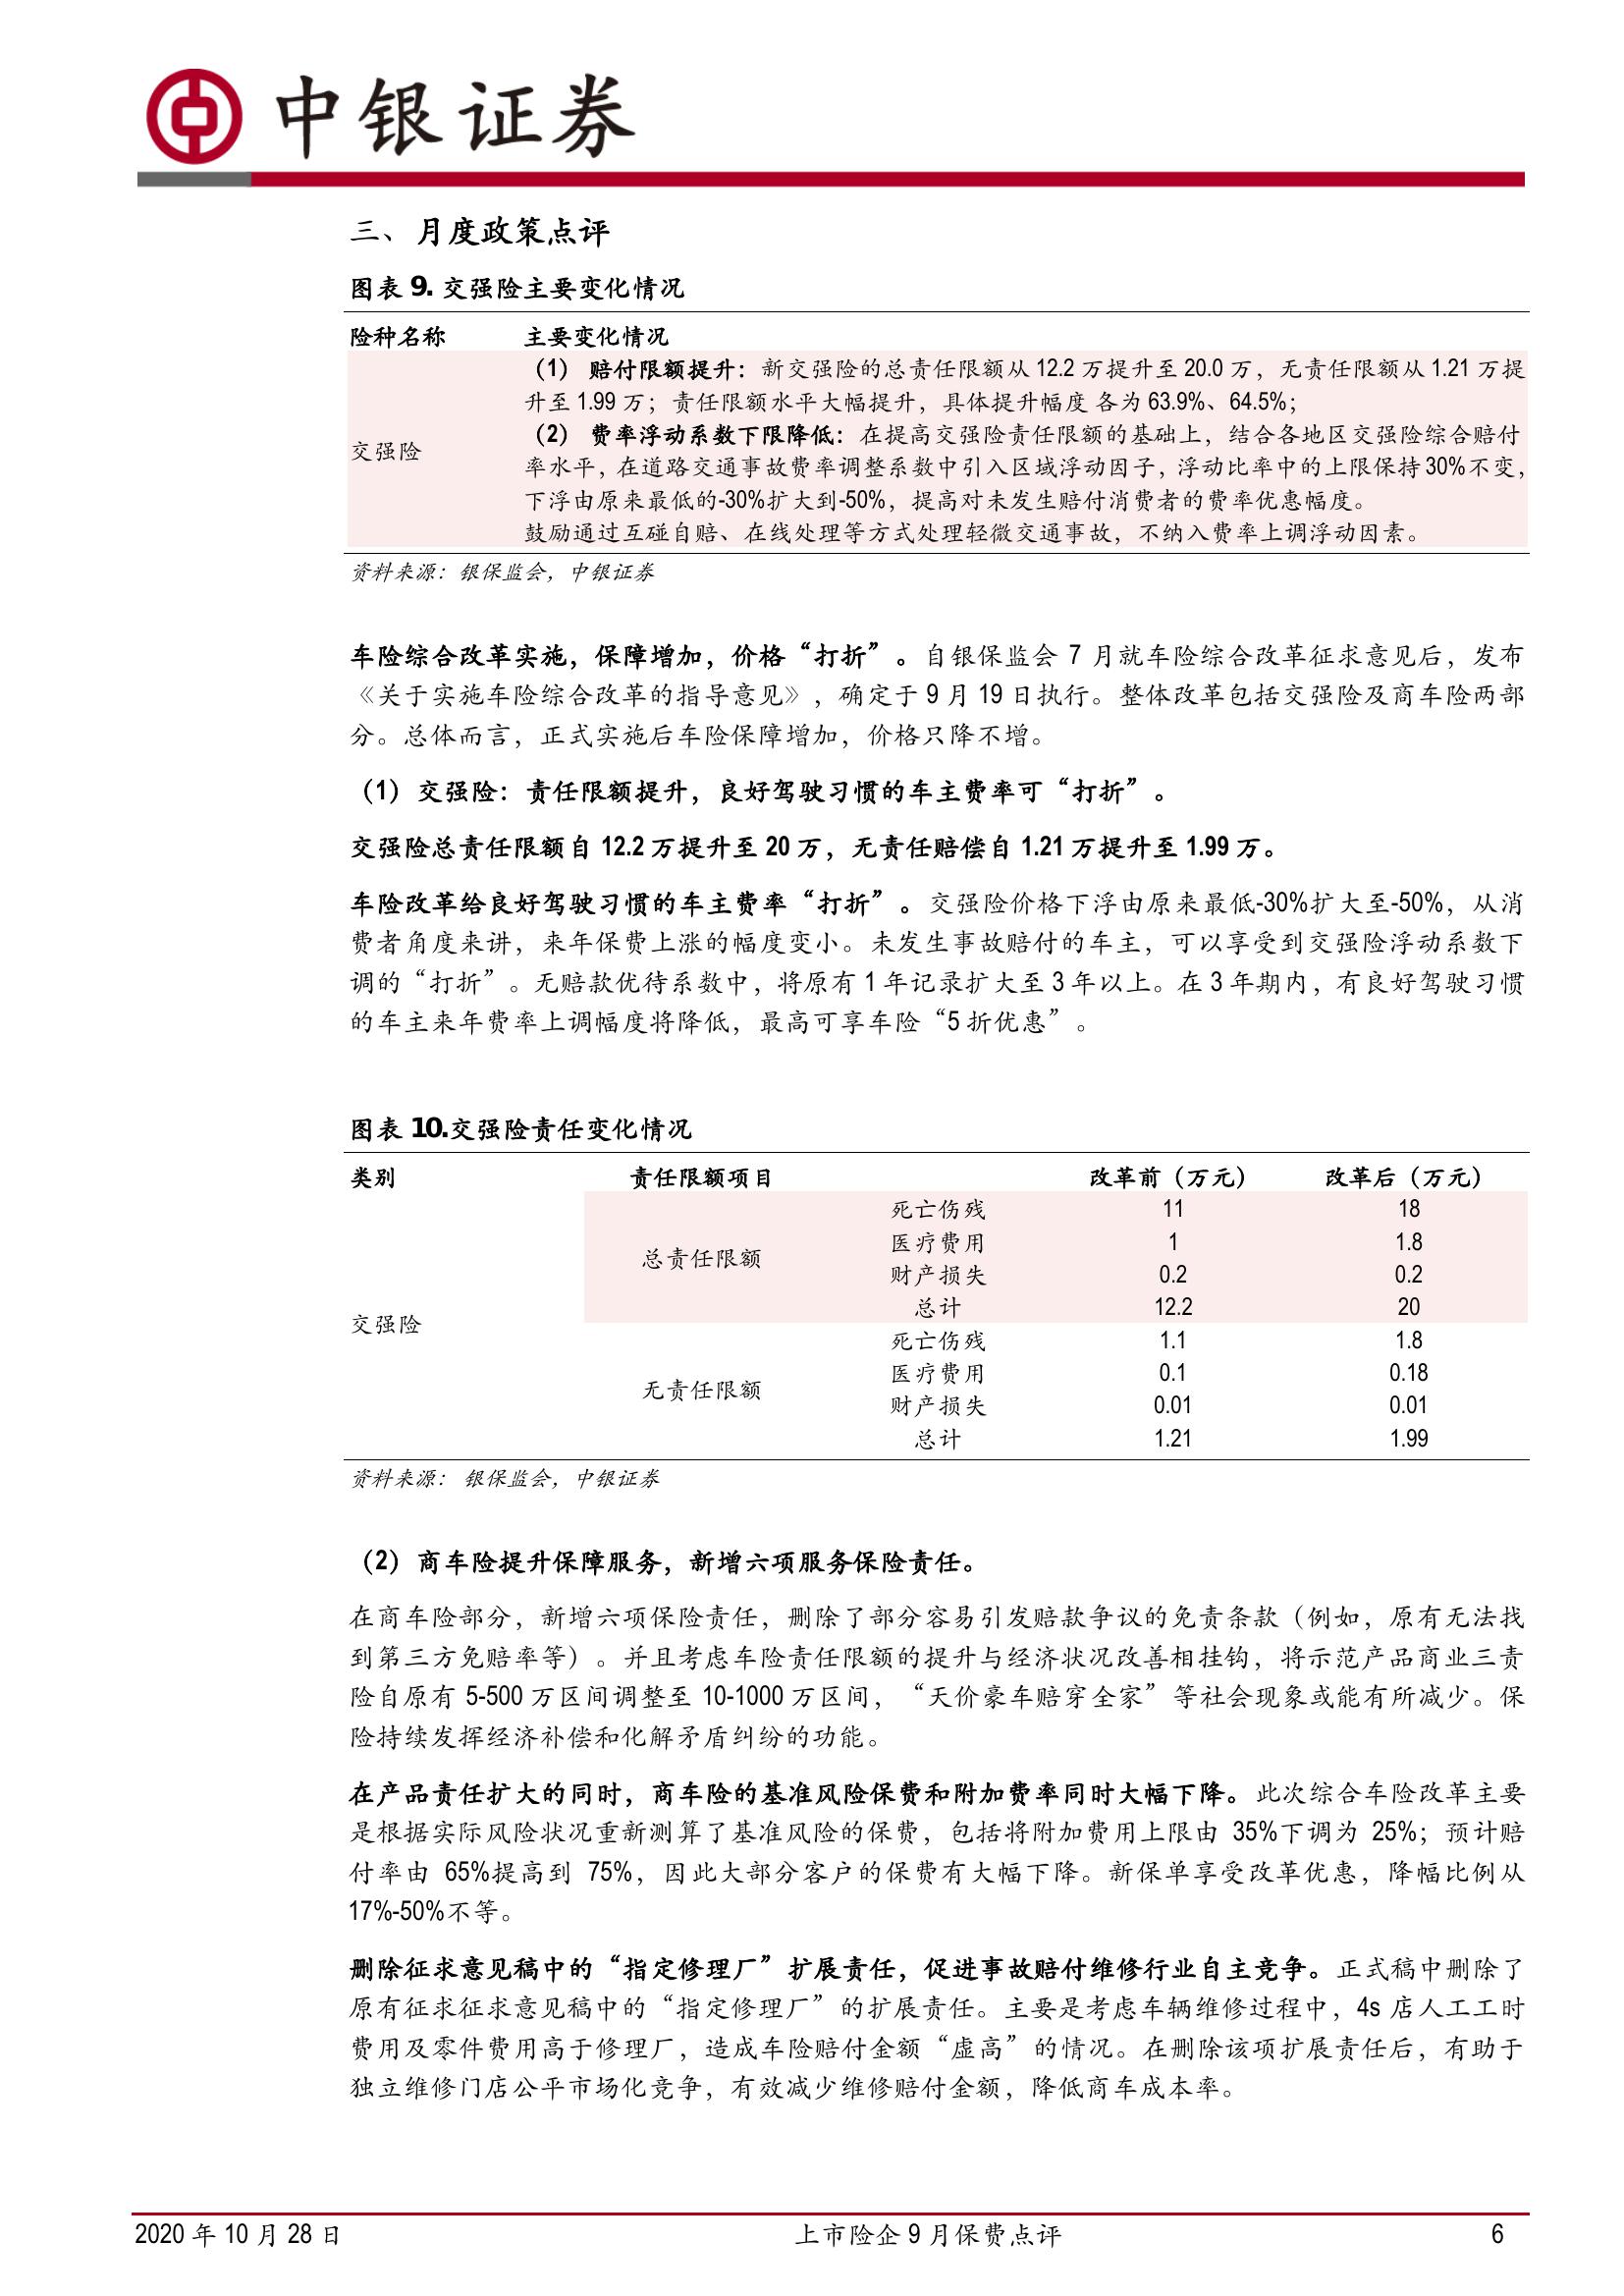 中银证券
三、月度政策点评
图表 9. 交强险主要变化情况
险种名称 主要变化情况
（1） 赔付限额提升：新交强险的总责任限额从 12.2 万提升至 20.0 万，无责任限额从 1.21 万提
升至 1.99 万；责任限额水平大幅提升，具体提升幅度 各为 63.9%、64.5%；
（2） 费率浮动系数下限降低：在提高交强险责任限额的基础上，结合各地区交强险综合赔付
交强险
率水平，在道路交通事故费率调整系数中引入区域浮动因子，浮动比率中的上限保持 30%不变，
下浮由原来最低的-30%扩大到-50%，提高对未发生赔付消费者的费率优惠幅度。
鼓励通过互碰自赔、在线处理等方式处理轻微交通事故，不纳入费率上调浮动因素。
资料来源：银保监会，中银证券
车险综合改革实施，保障增加，价格“打折”。自银保监会 7 月就车险综合改革征求意见后，发布
《关于实施车险综合改革的指导意见》，确定于 9 月 19 日执行。整体改革包括交强险及商车险两部
分。总体而言，正式实施后车险保障增加，价格只降不增。
（1）交强险：责任限额提升，良好驾驶习惯的车主费率可“打折”。
交强险总责任限额自 12.2 万提升至 20 万，无责任赔偿自 1.21 万提升至 1.99 万。
车险改革给良好驾驶习惯的车主费率“打折”。交强险价格下浮由原来最低-30%扩大至-50%，从消
费者角度来讲，来年保费上涨的幅度变小。未发生事故赔付的车主，可以享受到交强险浮动系数下
调的“打折”。无赔款优待系数中，将原有 1 年记录扩大至 3 年以上。在 3 年期内，有良好驾驶习惯
的车主来年费率上调幅度将降低，最高可享车险“5 折优惠”。
图表 10.交强险责任变化情况
类别 责任限额项目 改革前（万元） 改革后（万元）
死亡伤残 11 18
医疗费用 1 1.8
总责任限额
财产损失 0.2 0.2
总计 12.2 20
交强险
死亡伤残 1.1 1.8
医疗费用 0.1 0.18
无责任限额
财产损失 0.01 0.01
总计 1.21 1.99
资料来源： 银保监会，中银证券
（2）商车险提升保障服务，新增六项服务保险责任。
在商车险部分，新增六项保险责任，删除了部分容易引发赔款争议的免责条款（例如，原有无法找
到第三方免赔率等）。并且考虑车险责任限额的提升与经济状况改善相挂钩，将示范产品商业三责
险自原有 5-500 万区间调整至 10-1000 万区间，“天价豪车赔穿全家”等社会现象或能有所减少。保
险持续发挥经济补偿和化解矛盾纠纷的功能。
在产品责任扩大的同时，商车险的基准风险保费和附加费率同时大幅下降。此次综合车险改革主要
是根据实际风险状况重新测算了基准风险的保费，包括将附加费用上限由 35%下调为 25%；预计赔
付率由 65%提高到 75%，因此大部分客户的保费有大幅下降。新保单享受改革优惠，降幅比例从
17%-50%不等。
删除征求意见稿中的“指定修理厂”扩展责任，促进事故赔付维修行业自主竞争。正式稿中删除了
原有征求征求意见稿中的“指定修理厂”的扩展责任。主要是考虑车辆维修过程中，4s 店人工工时
费用及零件费用高于修理厂，造成车险赔付金额“虚高”的情况。在删除该项扩展责任后，有助于
独立维修门店公平市场化竞争，有效减少维修赔付金额，降低商车成本率。
2020 年 10 月 28 日 上市险企 9 月保费点评 6